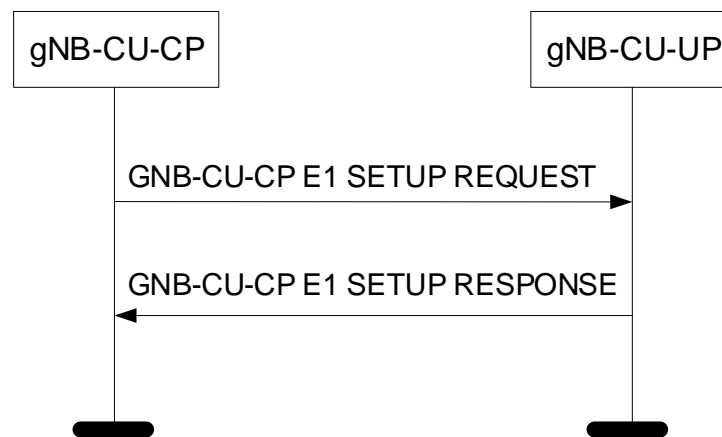 gNB-CU-CP
gNB-CU-UP
GNB-CU-CP E1 SETUP REQUEST
GNB-CU-CP E1 SETUP RESPONSE